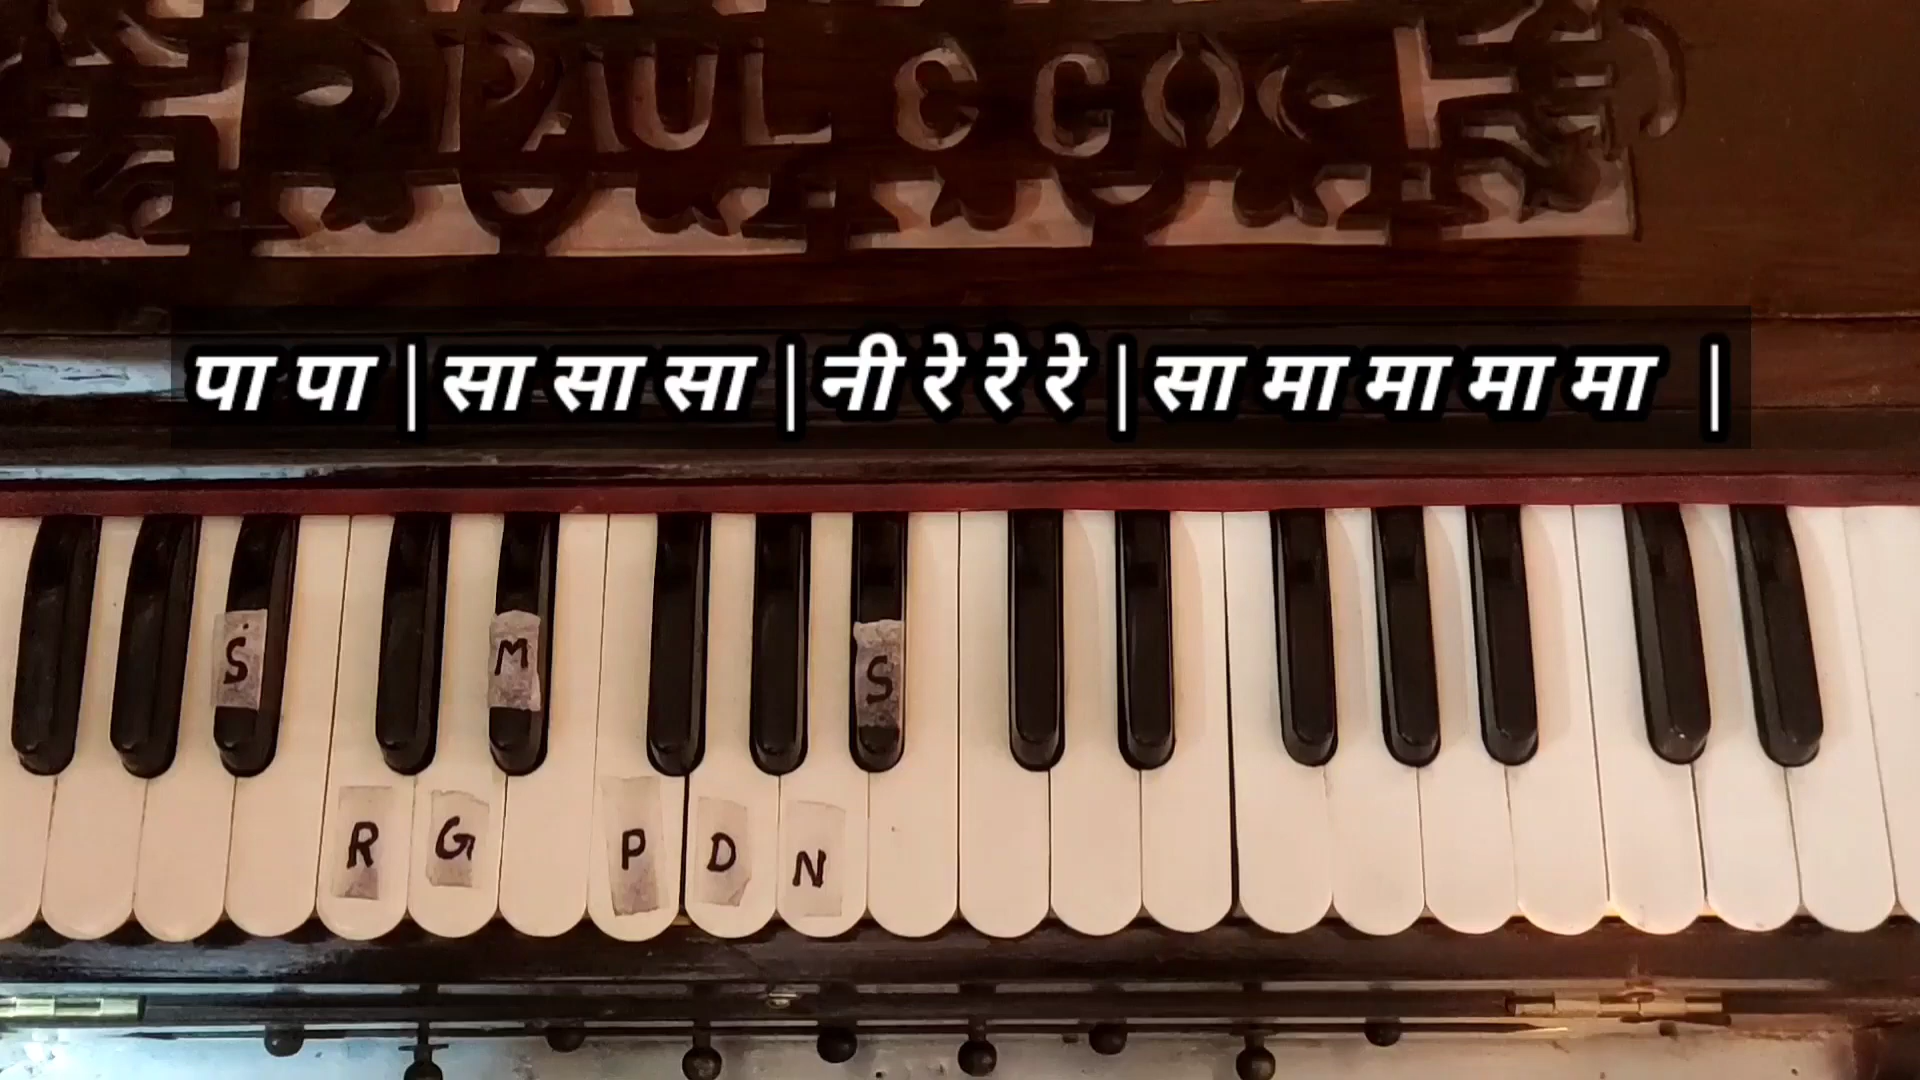 PAUL & CO
पा पा | सा सा सा | नी रे रे रे | सा मा मा मा मा |
S M S
R G P D N